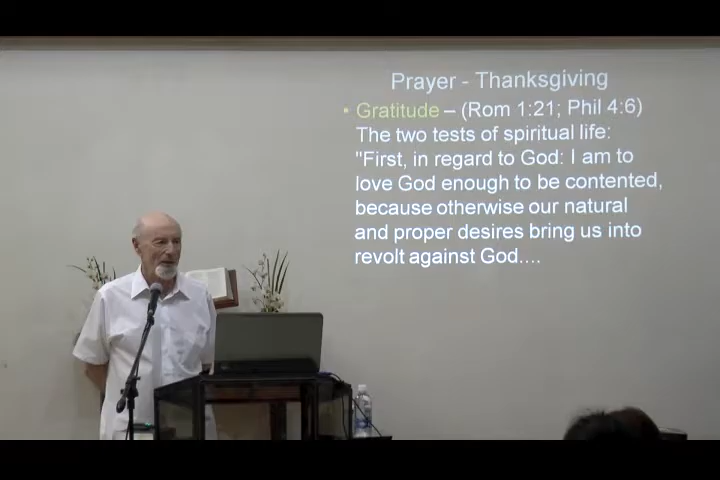 Prayer - Thanksgiving
• Gratitude – (Rom 1:21; Phil 4:6)
The two tests of spiritual life:
"First, in regard to God: I am to
love God enough to be contented,
because otherwise our natural
and proper desires bring us into
revolt against God....